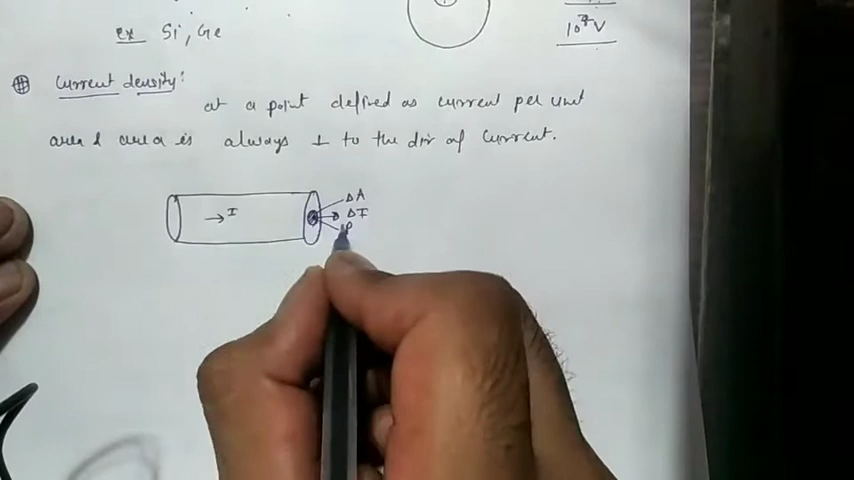 ex Si, Ge
10⁷V
Current density:
at a point defined as current per unit
area & area is always ⊥ to the dir of current.
→ I
ΔA
ΔI
P